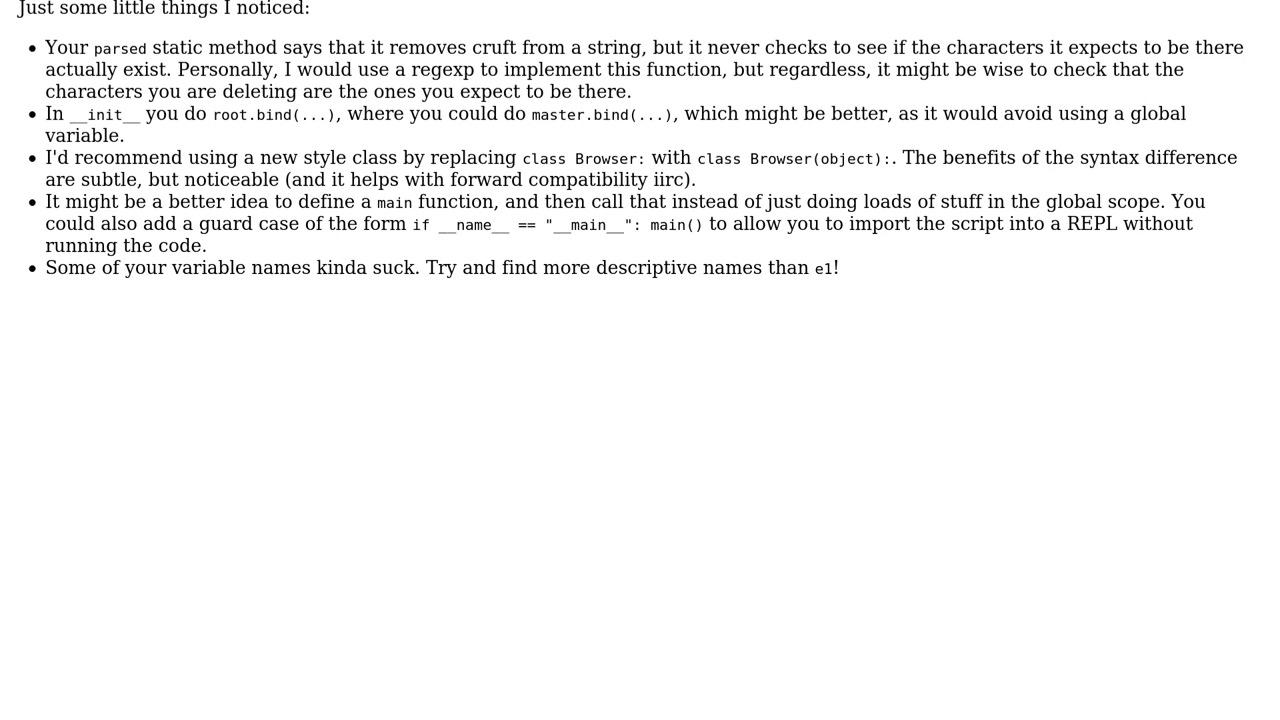 Just some little things I noticed:
• Your parsed static method says that it removes cruft from a string, but it never checks to see if the characters it expects to be there
actually exist. Personally, I would use a regexp to implement this function, but regardless, it might be wise to check that the
characters you are deleting are the ones you expect to be there.
• In __init__ you do root.bind(...), where you could do master.bind(...), which might be better, as it would avoid using a global
variable.
• I'd recommend using a new style class by replacing class Browser: with class Browser(object):. The benefits of the syntax difference
are subtle, but noticeable (and it helps with forward compatibility iirc).
• It might be a better idea to define a main function, and then call that instead of just doing loads of stuff in the global scope. You
could also add a guard case of the form if __name__ == "__main__": main() to allow you to import the script into a REPL without
running the code.
• Some of your variable names kinda suck. Try and find more descriptive names than e1!